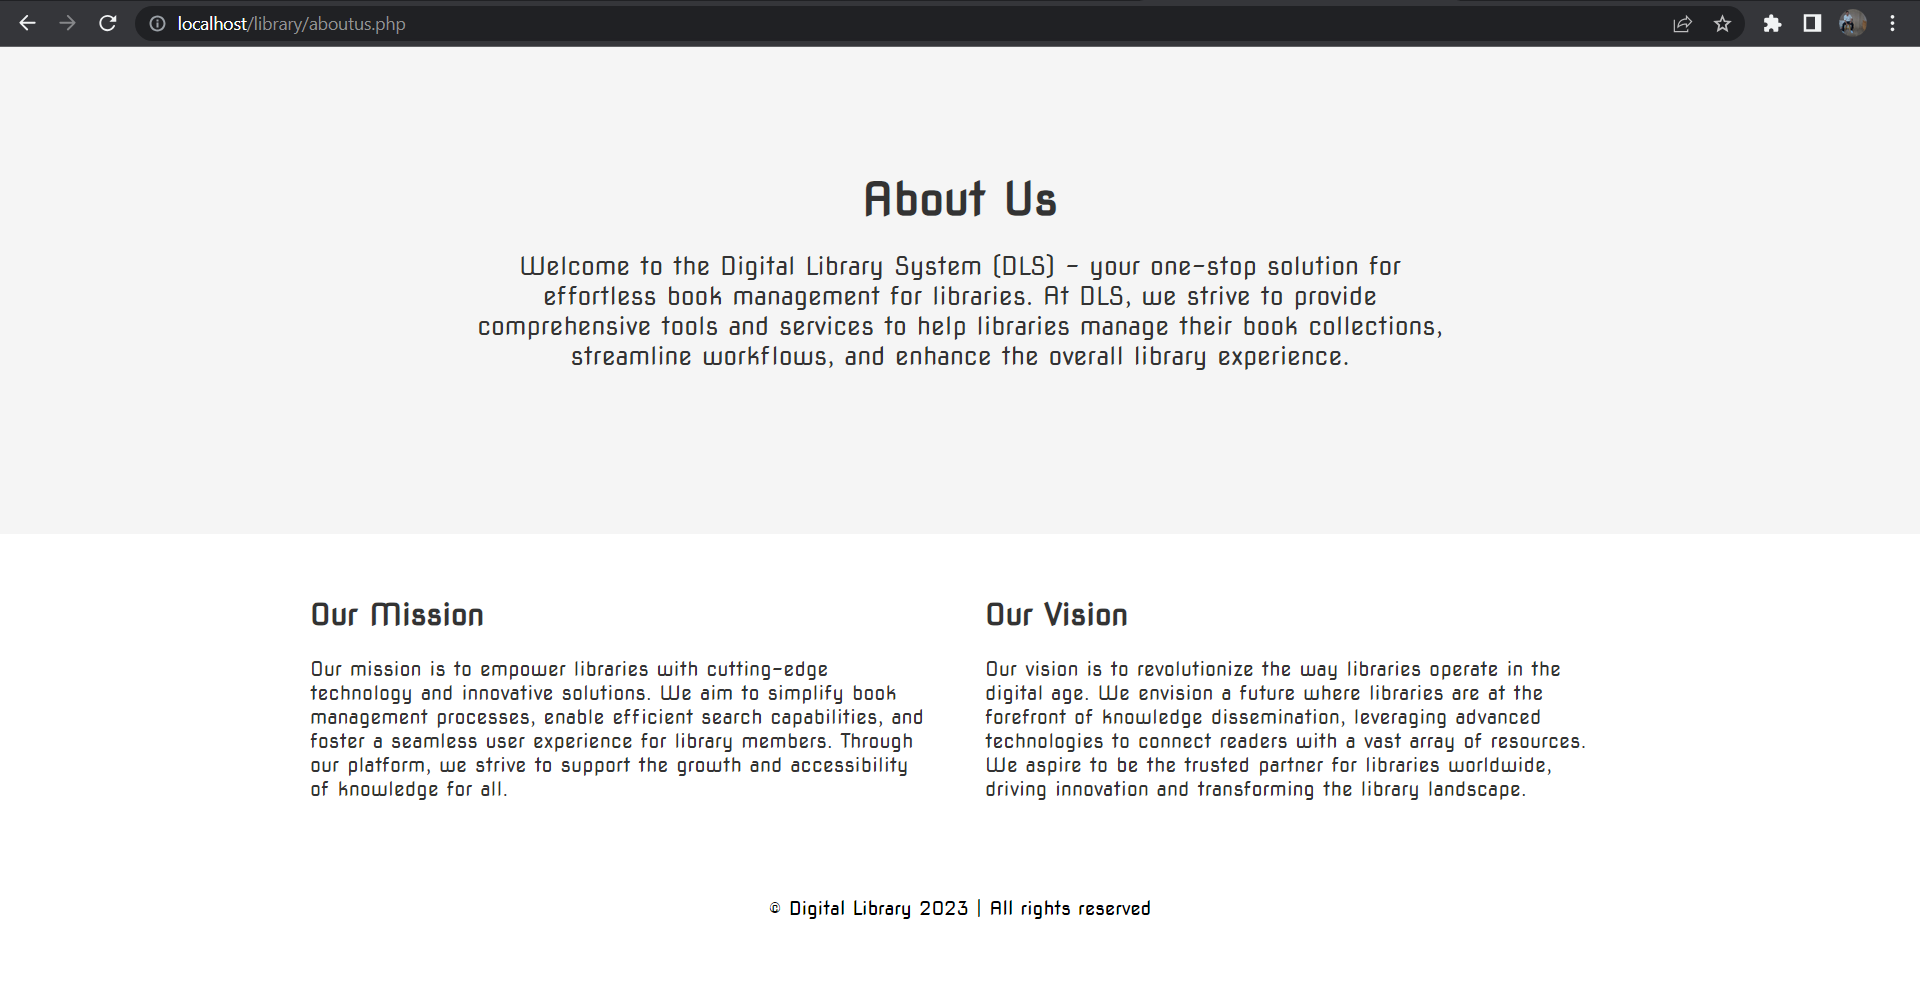 localhost/library/aboutus.php
About Us
Welcome to the Digital Library System (DLS) - your one-stop solution for
effortless book management for libraries. At DLS, we strive to provide
comprehensive tools and services to help libraries manage their book collections,
streamline workflows, and enhance the overall library experience.
Our Mission
Our mission is to empower libraries with cutting-edge
technology and innovative solutions. We aim to simplify book
management processes, enable efficient search capabilities, and
foster a seamless user experience for library members. Through
our platform, we strive to support the growth and accessibility
of knowledge for all.
Our Vision
Our vision is to revolutionize the way libraries operate in the
digital age. We envision a future where libraries are at the
forefront of knowledge dissemination, leveraging advanced
technologies to connect readers with a vast array of resources.
We aspire to be the trusted partner for libraries worldwide,
driving innovation and transforming the library landscape.
© Digital Library 2023 | All rights reserved